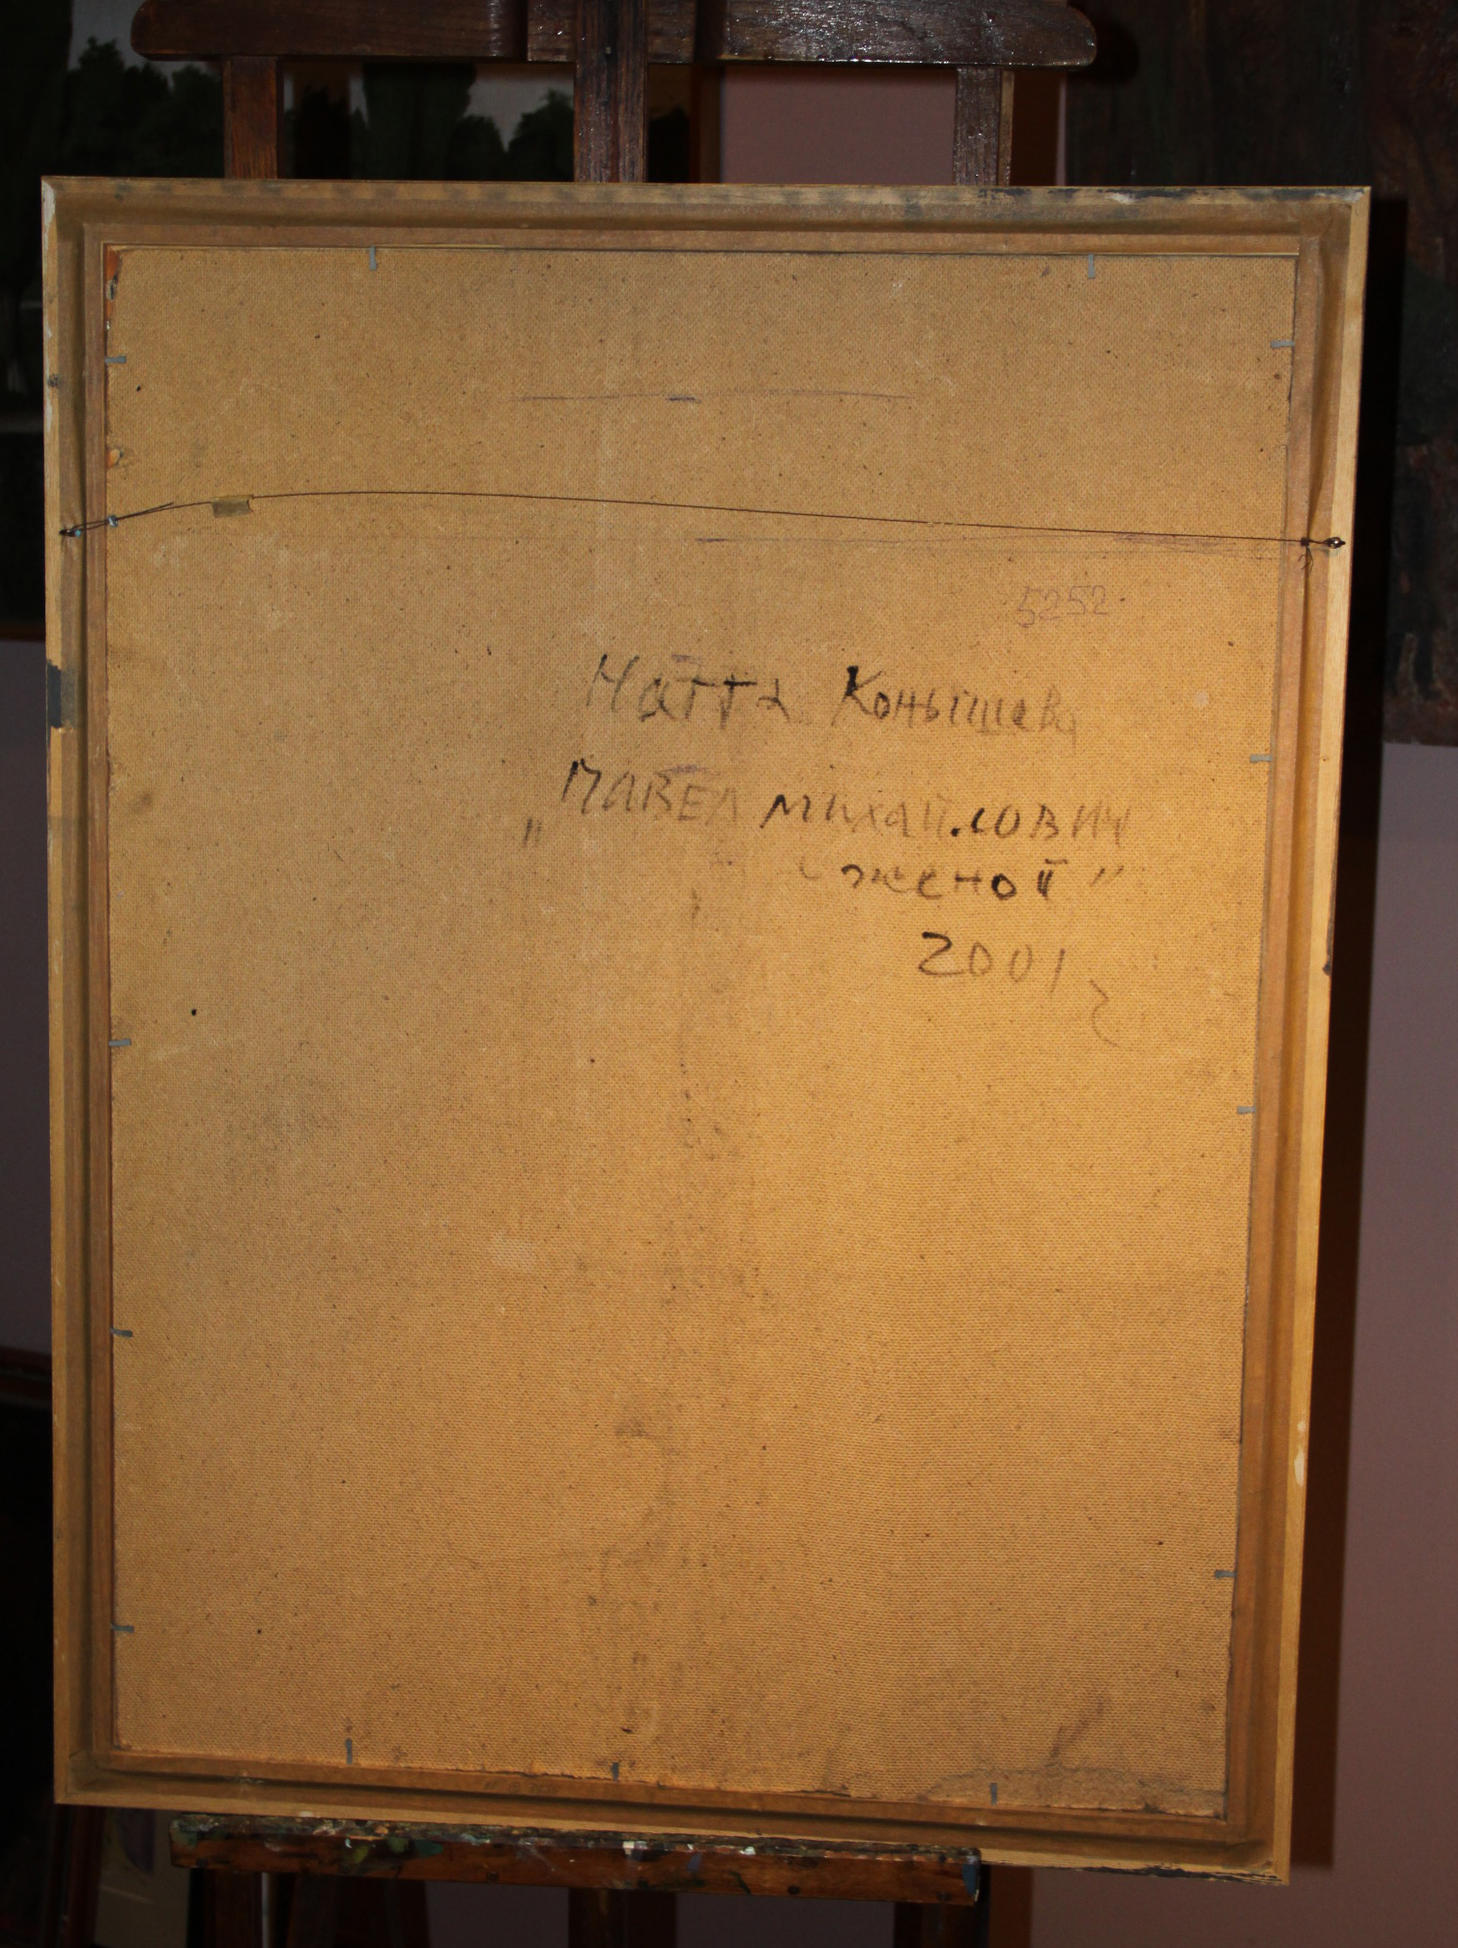 5252
Натта Конышева
„ПАВЕЛ МИХАЙЛОВИЧ
с женой”
2001